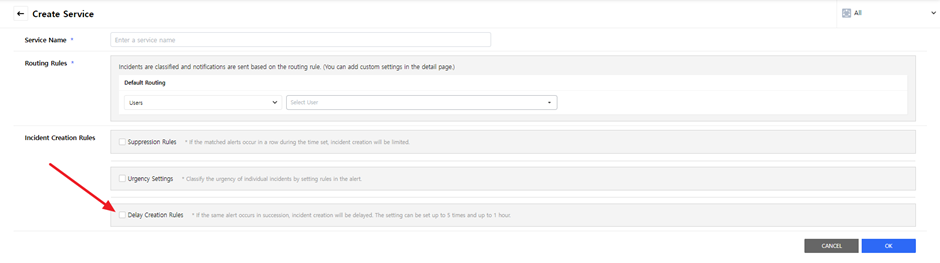 ← Create Service
All
Service Name *
Enter a service name
Routing Rules *
Incidents are classified and notifications are sent based on the routing rule. (You can add custom settings in the detail page.)
Default Routing
Users
Select User
Incident Creation Rules
Suppression Rules * If the matched alerts occur in a row during the time set, incident creation will be limited.
Urgency Settings * Classify the urgency of individual incidents by setting rules in the alert.
Delay Creation Rules * If the same alert occurs in succession, incident creation will be delayed. The setting can be set up to 5 times and up to 1 hour.
CANCEL
OK